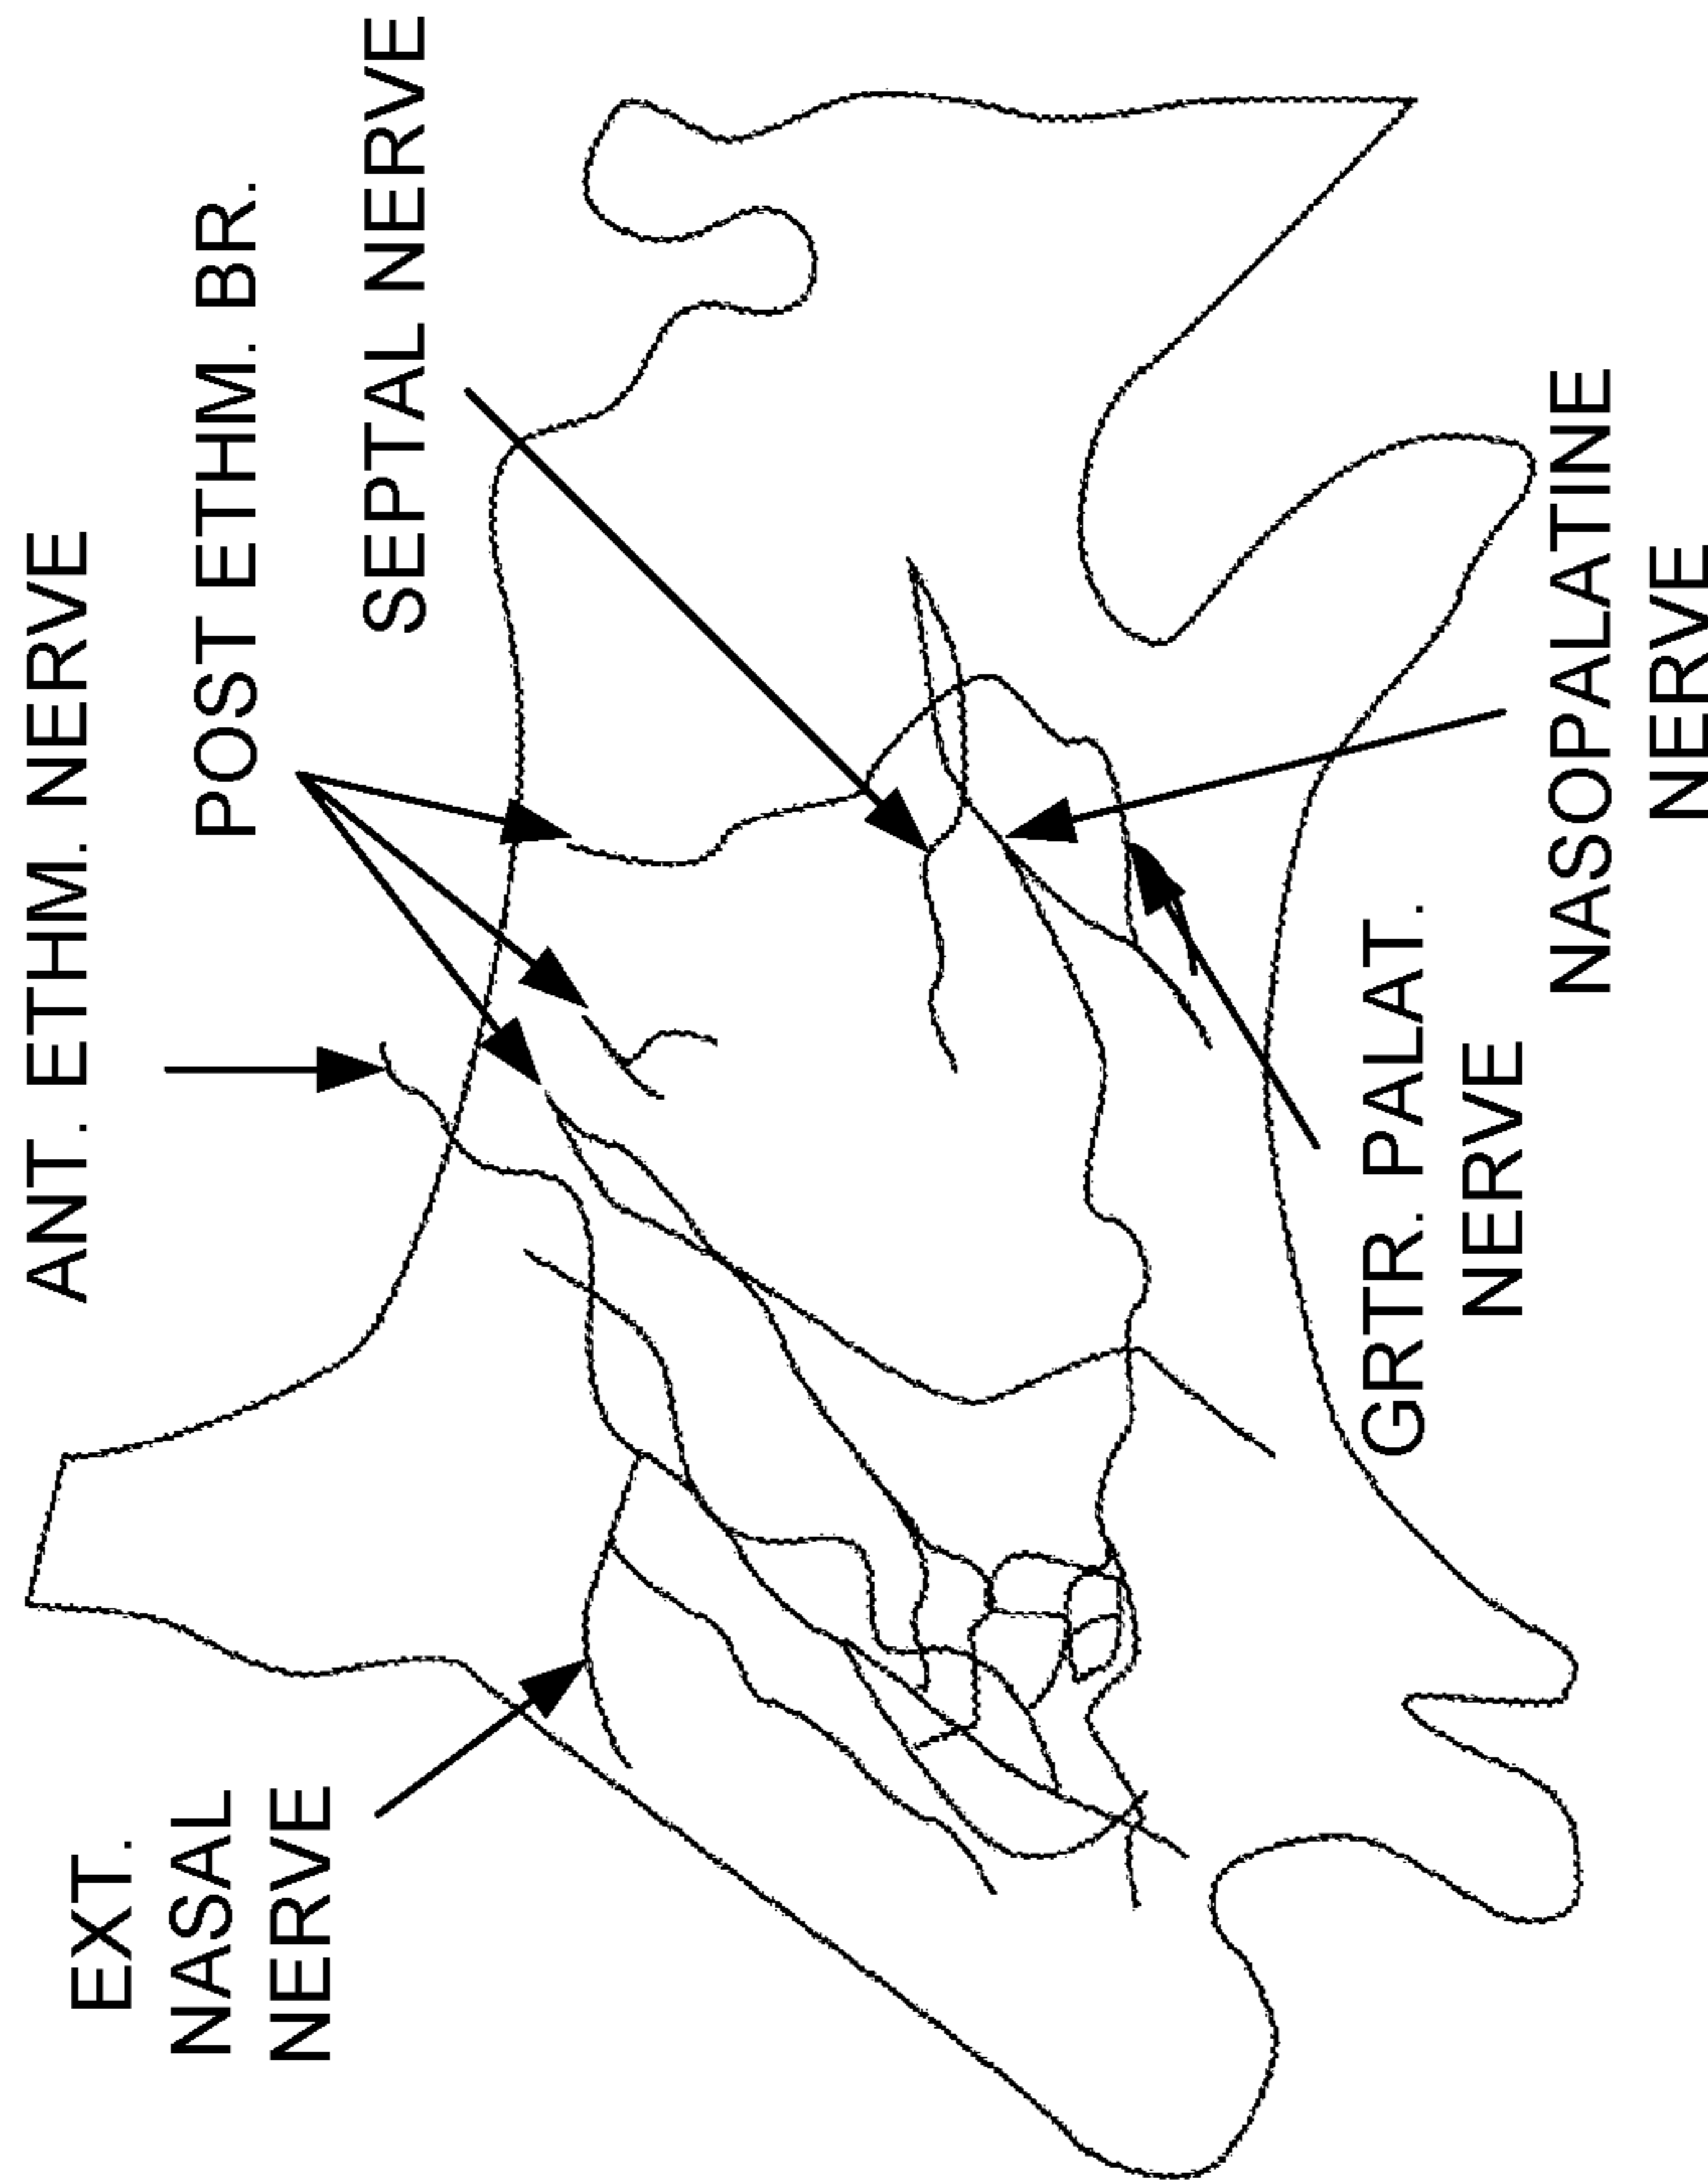 ANT. ETHM. NERVE
POST ETHM. BR.
SEPTAL NERVE
EXT.
NASAL
NERVE
GRTR. PALAT.
NERVE
NASOPALATINE
NERVE